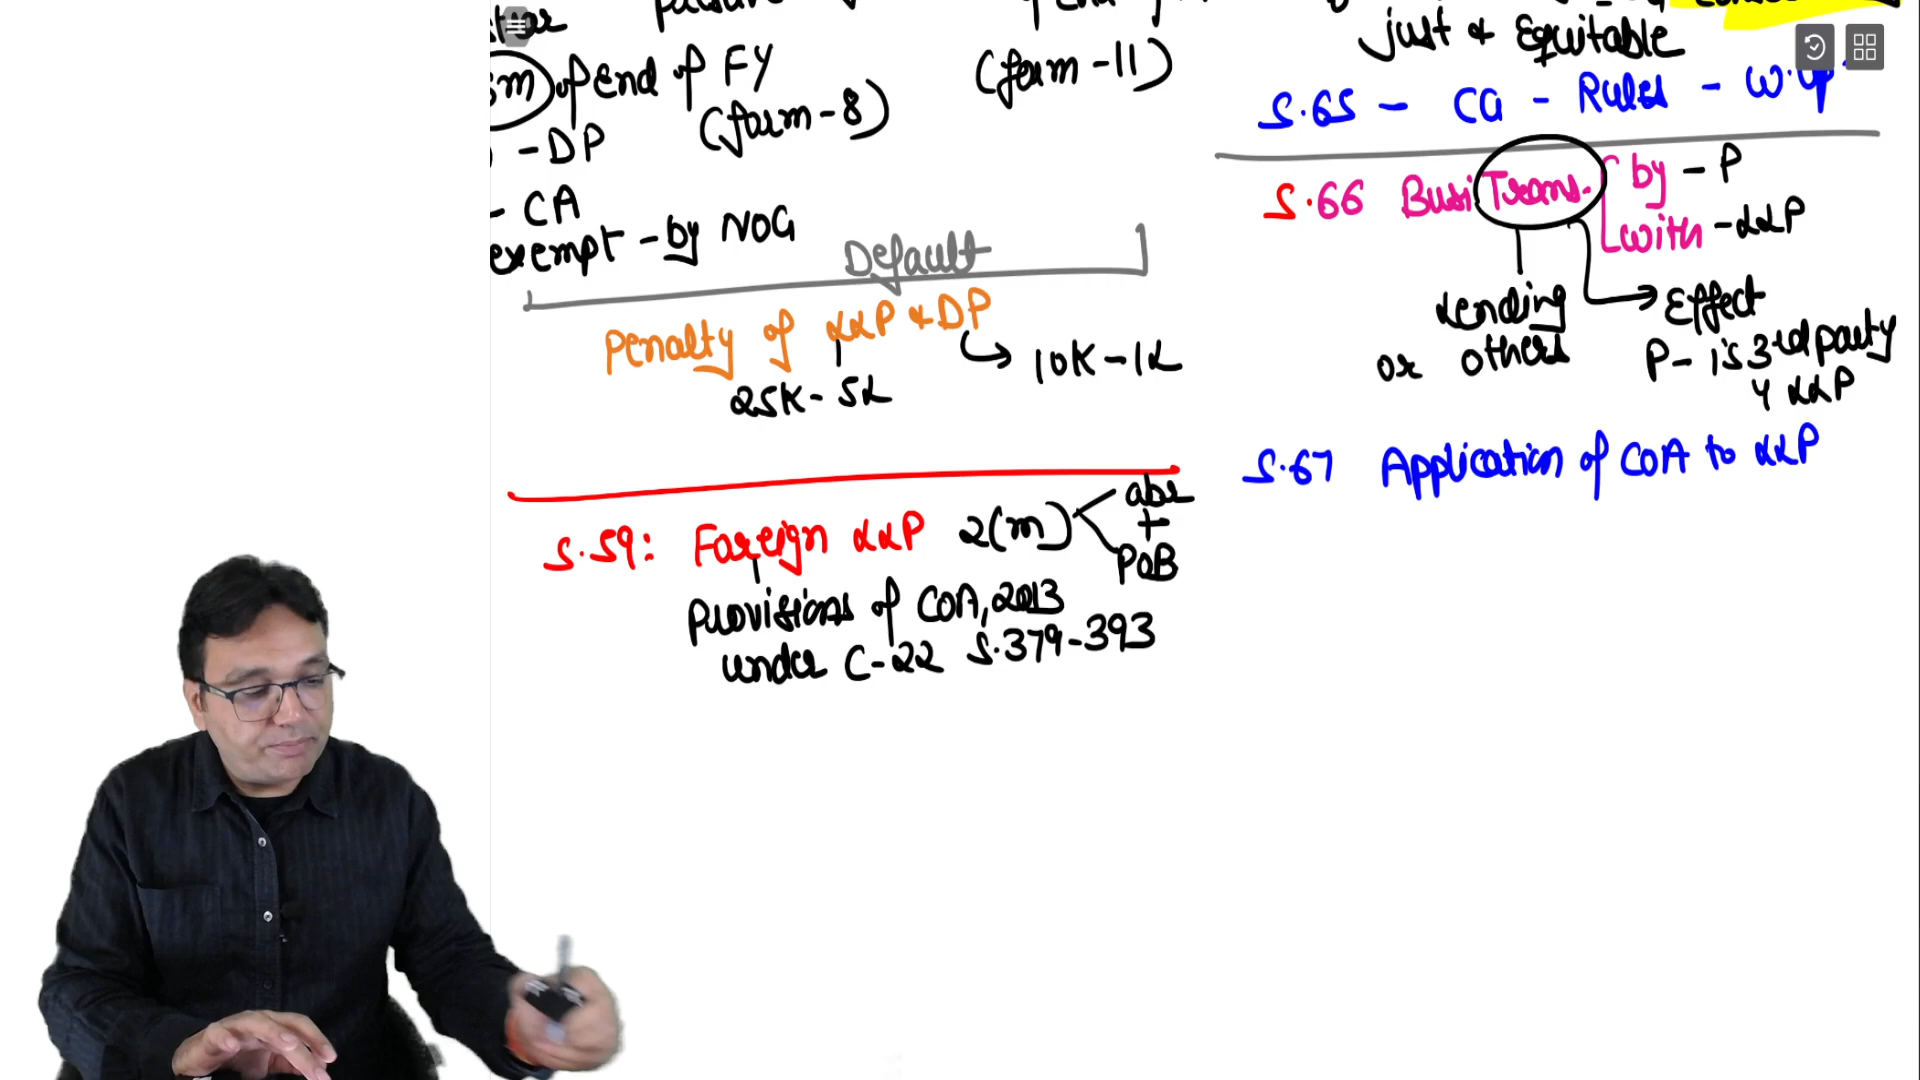 of End of FY
(form-8)
(form-11)
- DP
- CA
exempt - by NOG
Default
Penalty of LLP & DP
25K - 5L
10K - 1L
S.59: Foreign LLP 2(m)
abr
+
POB
Provisions of COA, 2013
under C-22 S.379-393
just & Equitable
S.65 - CG - Rules - W.up
S.66 Busi Trans. by - P
with - LLP
Lending
or others
Effect
P - is 3rd party
LLP
S.67 Application of COA to LLP